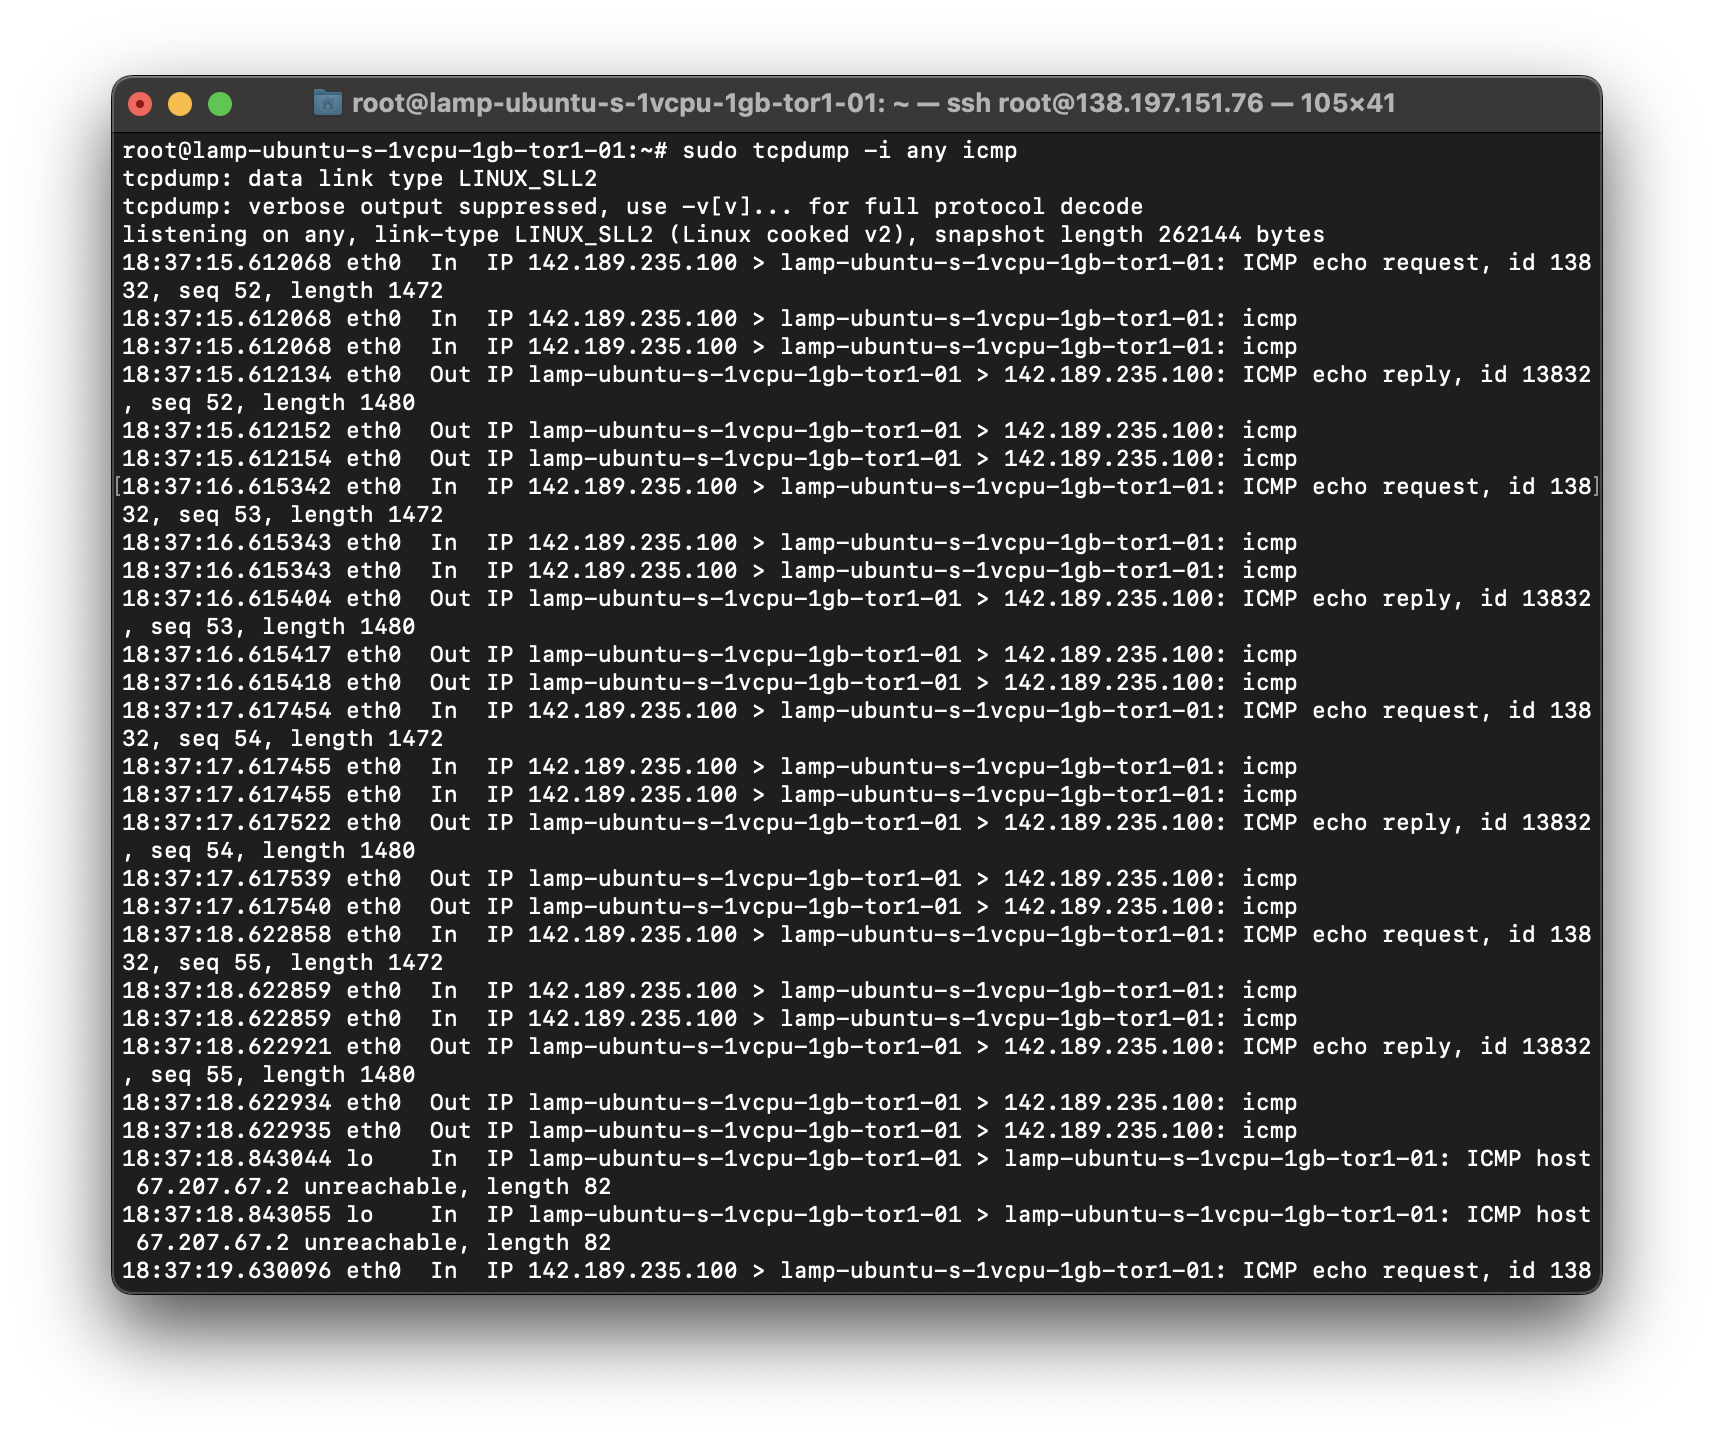 root@lamp-ubuntu-s-1vcpu-1gb-tor1-01: ~ — ssh root@138.197.151.76 — 105×41
root@lamp-ubuntu-s-1vcpu-1gb-tor1-01:~# sudo tcpdump -i any icmp
tcpdump: data link type LINUX_SLL2
tcpdump: verbose output suppressed, use -v[v]... for full protocol decode
listening on any, link-type LINUX_SLL2 (Linux cooked v2), snapshot length 262144 bytes
18:37:15.612068 eth0  In  IP 142.189.235.100 > lamp-ubuntu-s-1vcpu-1gb-tor1-01: ICMP echo request, id 138
32, seq 52, length 1472
18:37:15.612068 eth0  In  IP 142.189.235.100 > lamp-ubuntu-s-1vcpu-1gb-tor1-01: icmp
18:37:15.612068 eth0  In  IP 142.189.235.100 > lamp-ubuntu-s-1vcpu-1gb-tor1-01: icmp
18:37:15.612134 eth0  Out IP lamp-ubuntu-s-1vcpu-1gb-tor1-01 > 142.189.235.100: ICMP echo reply, id 13832
, seq 52, length 1480
18:37:15.612152 eth0  Out IP lamp-ubuntu-s-1vcpu-1gb-tor1-01 > 142.189.235.100: icmp
18:37:15.612154 eth0  Out IP lamp-ubuntu-s-1vcpu-1gb-tor1-01 > 142.189.235.100: icmp
[18:37:16.615342 eth0  In  IP 142.189.235.100 > lamp-ubuntu-s-1vcpu-1gb-tor1-01: ICMP echo request, id 138]
32, seq 53, length 1472
18:37:16.615343 eth0  In  IP 142.189.235.100 > lamp-ubuntu-s-1vcpu-1gb-tor1-01: icmp
18:37:16.615343 eth0  In  IP 142.189.235.100 > lamp-ubuntu-s-1vcpu-1gb-tor1-01: icmp
18:37:16.615404 eth0  Out IP lamp-ubuntu-s-1vcpu-1gb-tor1-01 > 142.189.235.100: ICMP echo reply, id 13832
, seq 53, length 1480
18:37:16.615417 eth0  Out IP lamp-ubuntu-s-1vcpu-1gb-tor1-01 > 142.189.235.100: icmp
18:37:16.615418 eth0  Out IP lamp-ubuntu-s-1vcpu-1gb-tor1-01 > 142.189.235.100: icmp
18:37:17.617454 eth0  In  IP 142.189.235.100 > lamp-ubuntu-s-1vcpu-1gb-tor1-01: ICMP echo request, id 138
32, seq 54, length 1472
18:37:17.617455 eth0  In  IP 142.189.235.100 > lamp-ubuntu-s-1vcpu-1gb-tor1-01: icmp
18:37:17.617455 eth0  In  IP 142.189.235.100 > lamp-ubuntu-s-1vcpu-1gb-tor1-01: icmp
18:37:17.617522 eth0  Out IP lamp-ubuntu-s-1vcpu-1gb-tor1-01 > 142.189.235.100: ICMP echo reply, id 13832
, seq 54, length 1480
18:37:17.617539 eth0  Out IP lamp-ubuntu-s-1vcpu-1gb-tor1-01 > 142.189.235.100: icmp
18:37:17.617540 eth0  Out IP lamp-ubuntu-s-1vcpu-1gb-tor1-01 > 142.189.235.100: icmp
18:37:18.622858 eth0  In  IP 142.189.235.100 > lamp-ubuntu-s-1vcpu-1gb-tor1-01: ICMP echo request, id 138
32, seq 55, length 1472
18:37:18.622859 eth0  In  IP 142.189.235.100 > lamp-ubuntu-s-1vcpu-1gb-tor1-01: icmp
18:37:18.622859 eth0  In  IP 142.189.235.100 > lamp-ubuntu-s-1vcpu-1gb-tor1-01: icmp
18:37:18.622921 eth0  Out IP lamp-ubuntu-s-1vcpu-1gb-tor1-01 > 142.189.235.100: ICMP echo reply, id 13832
, seq 55, length 1480
18:37:18.622934 eth0  Out IP lamp-ubuntu-s-1vcpu-1gb-tor1-01 > 142.189.235.100: icmp
18:37:18.622935 eth0  Out IP lamp-ubuntu-s-1vcpu-1gb-tor1-01 > 142.189.235.100: icmp
18:37:18.843044 lo    In  IP lamp-ubuntu-s-1vcpu-1gb-tor1-01 > lamp-ubuntu-s-1vcpu-1gb-tor1-01: ICMP host
 67.207.67.2 unreachable, length 82
18:37:18.843055 lo    In  IP lamp-ubuntu-s-1vcpu-1gb-tor1-01 > lamp-ubuntu-s-1vcpu-1gb-tor1-01: ICMP host
 67.207.67.2 unreachable, length 82
18:37:19.630096 eth0  In  IP 142.189.235.100 > lamp-ubuntu-s-1vcpu-1gb-tor1-01: ICMP echo request, id 138